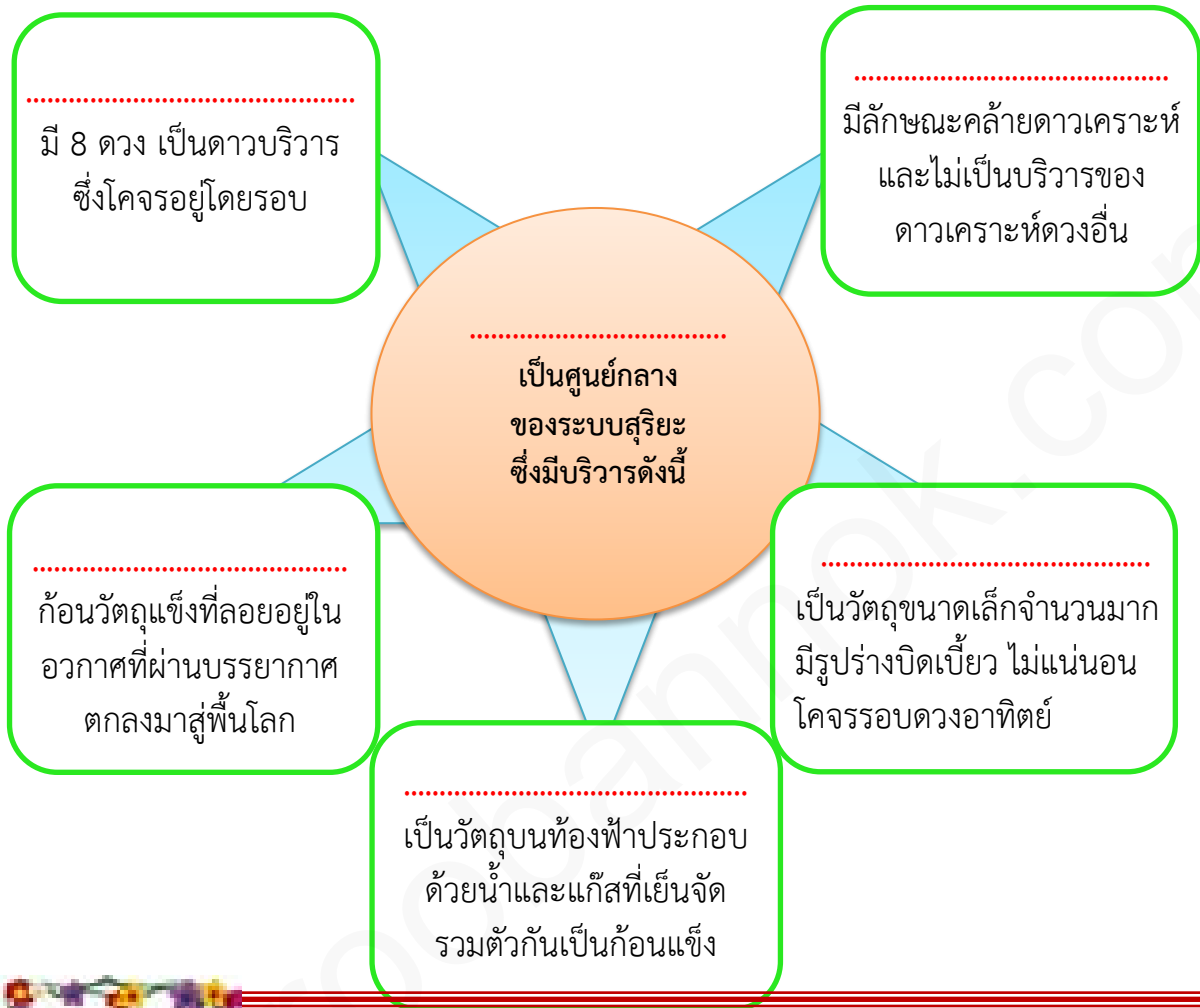 ................................................
มี 8 ดวง เป็นดาวบริวาร
ซึ่งโคจรอยู่โดยรอบ
..............................................
มีลักษณะคล้ายดาวเคราะห์
และไม่เป็นบริวารของ
ดาวเคราะห์ดวงอื่น
.....................................
เป็นศูนย์กลาง
ของระบบสุริยะ
ซึ่งมีบริวารดังนี้
..............................................
ก้อนวัตถุแข็งที่ลอยอยู่ใน
อวกาศที่ผ่านบรรยากาศ
ตกลงมาสู่พื้นโลก
................................................
เป็นวัตถุขนาดเล็กจำนวนมาก
มีรูปร่างบิดเบี้ยว ไม่แน่นอน
โคจรรอบดวงอาทิตย์
..................................................
เป็นวัตถุบนท้องฟ้าประกอบ
ด้วยน้ำและแก๊สที่เย็นจัด
รวมตัวกันเป็นก้อนแข็ง